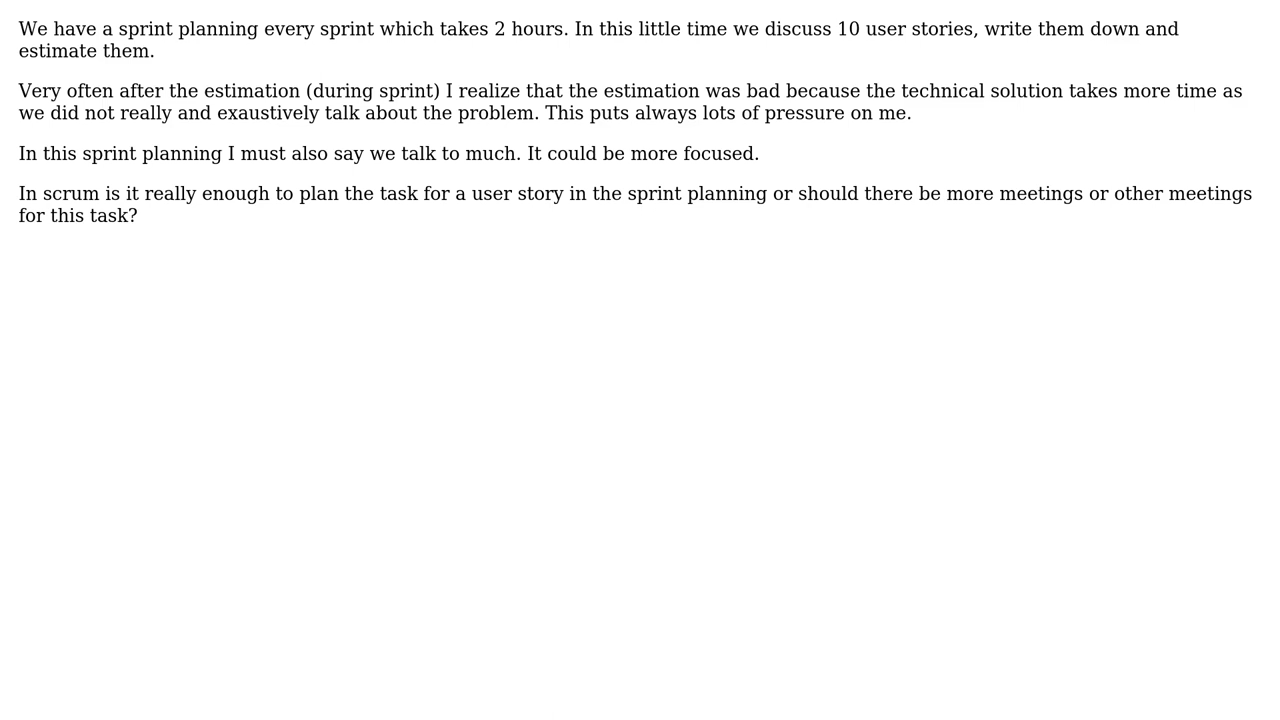 We have a sprint planning every sprint which takes 2 hours. In this little time we discuss 10 user stories, write them down and
estimate them.
Very often after the estimation (during sprint) I realize that the estimation was bad because the technical solution takes more time as
we did not really and exaustively talk about the problem. This puts always lots of pressure on me.
In this sprint planning I must also say we talk to much. It could be more focused.
In scrum is it really enough to plan the task for a user story in the sprint planning or should there be more meetings or other meetings
for this task?